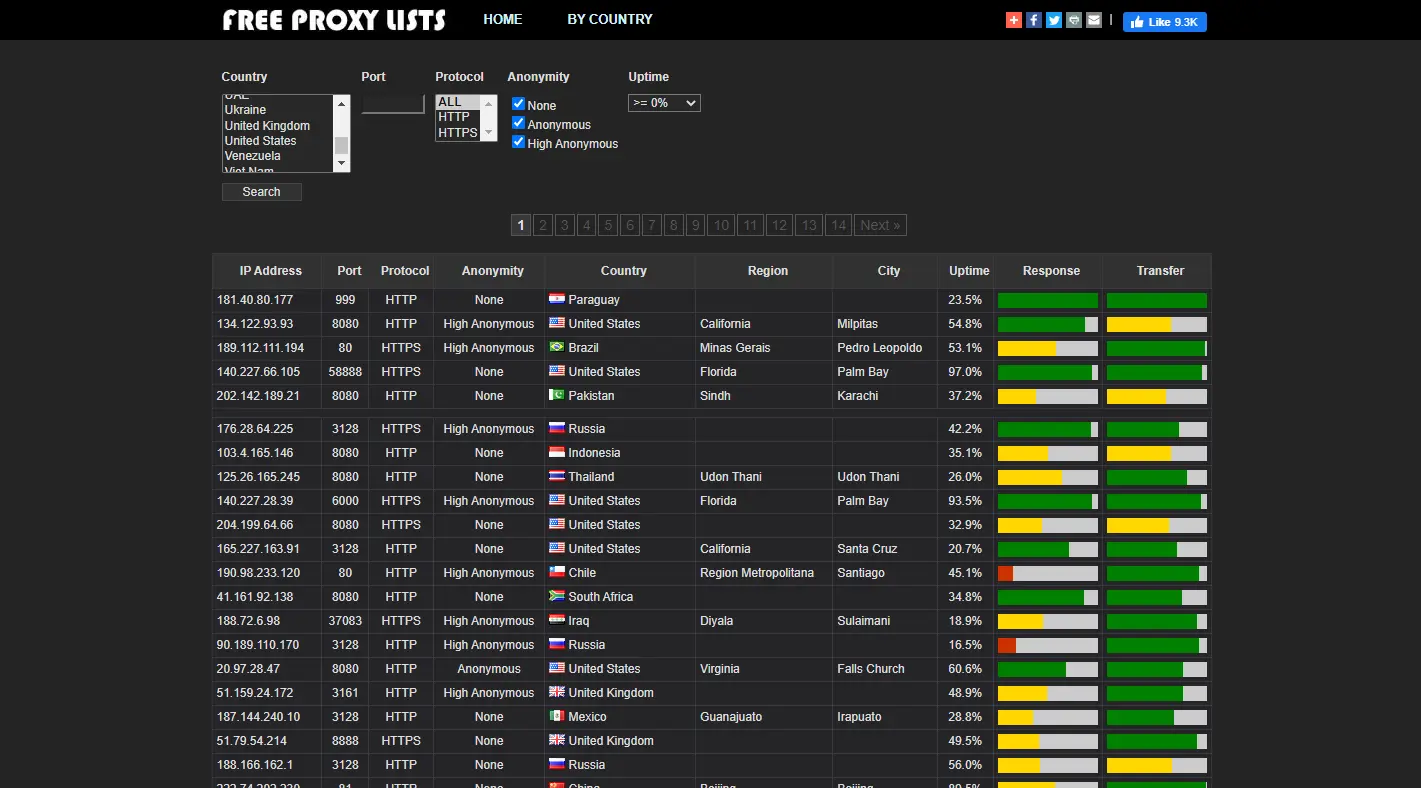 FREE PROXY LISTS HOME BY COUNTRY | Like 9.3K
Country Port Protocol Anonymity Uptime
UAE
Ukraine
United Kingdom
United States
Venezuela
Viet Nam
ALL
HTTP
HTTPS
None
Anonymous
High Anonymous
>= 0%
Search
1 2 3 4 5 6 7 8 9 10 11 12 13 14 Next »
IP Address Port Protocol Anonymity Country Region City Uptime Response Transfer
181.40.80.177 999 HTTP None Paraguay 23.5%
134.122.93.93 8080 HTTP High Anonymous United States California Milpitas 54.8%
189.112.111.194 80 HTTPS High Anonymous Brazil Minas Gerais Pedro Leopoldo 53.1%
140.227.66.105 58888 HTTPS None United States Florida Palm Bay 97.0%
202.142.189.21 8080 HTTP None Pakistan Sindh Karachi 37.2%
176.28.64.225 3128 HTTPS High Anonymous Russia 42.2%
103.4.165.146 8080 HTTP None Indonesia 35.1%
125.26.165.245 8080 HTTP None Thailand Udon Thani Udon Thani 26.0%
140.227.28.39 6000 HTTPS High Anonymous United States Florida Palm Bay 93.5%
204.199.64.66 8080 HTTPS None United States 32.9%
165.227.163.91 3128 HTTP None United States California Santa Cruz 20.7%
190.98.233.120 80 HTTP High Anonymous Chile Region Metropolitana Santiago 45.1%
41.161.92.138 8080 HTTP None South Africa 34.8%
188.72.6.98 37083 HTTPS High Anonymous Iraq Diyala Sulaimani 18.9%
90.189.110.170 3128 HTTP High Anonymous Russia 16.5%
20.97.28.47 8080 HTTP Anonymous United States Virginia Falls Church 60.6%
51.159.24.172 3161 HTTP High Anonymous United Kingdom 48.9%
187.144.240.10 3128 HTTP None Mexico Guanajuato Irapuato 28.8%
51.79.54.214 8888 HTTPS None United Kingdom 49.5%
188.166.162.1 3128 HTTP None Russia 56.0%
81 HTTP None China Beijing Beijing